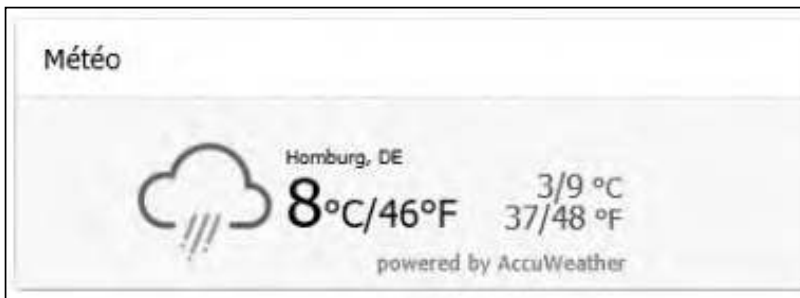 Météo
Homburg, DE
8°C/46°F
3/9 °C
37/48 °F
powered by AccuWeather